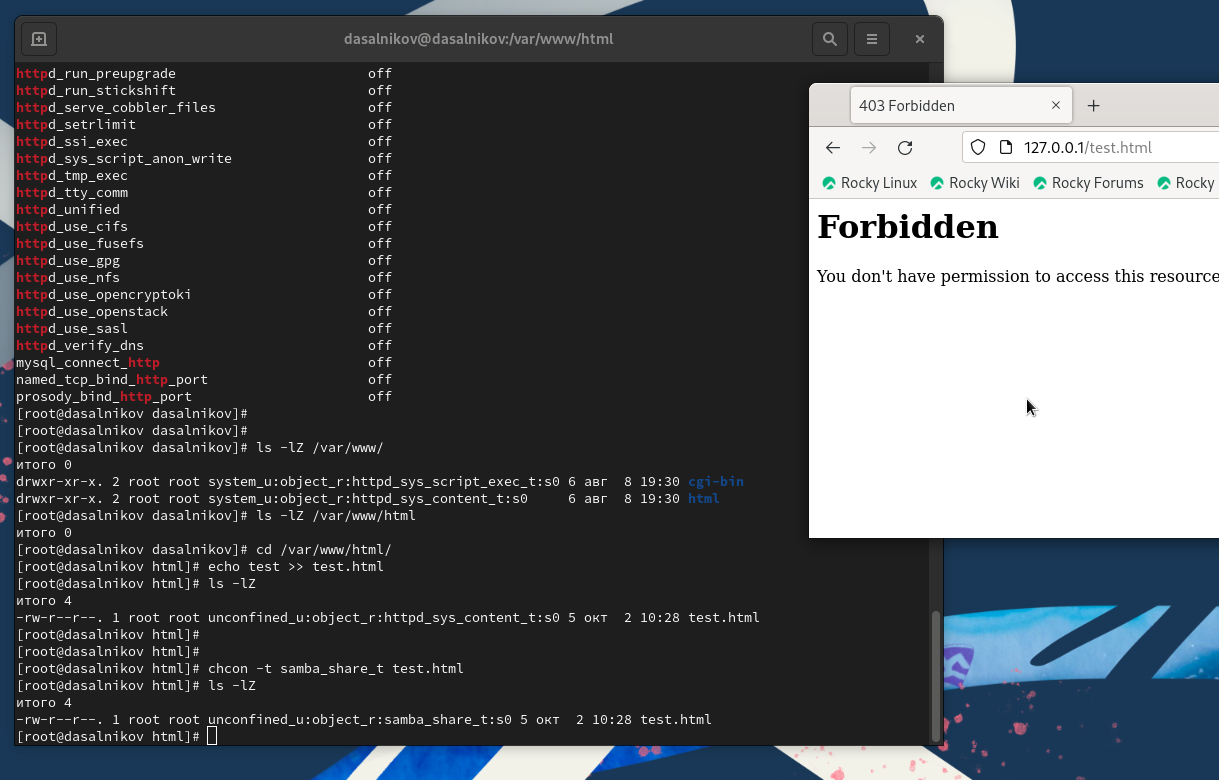 dasalnikov@dasalnikov:/var/www/html
httpd_run_preupgrade off
httpd_run_stickshift off
httpd_serve_cobbler_files off
httpd_setrlimit off
httpd_ssi_exec off
httpd_sys_script_anon_write off
httpd_tmp_exec off
httpd_tty_comm off
httpd_unified off
httpd_use_cifs off
httpd_use_fusefs off
httpd_use_gpg off
httpd_use_nfs off
httpd_use_opencryptoki off
httpd_use_openstack off
httpd_use_sasl off
httpd_verify_dns off
mysql_connect_http off
named_tcp_bind_http_port off
prosody_bind_http_port off
[root@dasalnikov dasalnikov]#
[root@dasalnikov dasalnikov]#
[root@dasalnikov dasalnikov]# ls -lZ /var/www/
итого 0
drwxr-xr-x. 2 root root system_u:object_r:httpd_sys_script_exec_t:s0 6 авг 8 19:30 cgi-bin
drwxr-xr-x. 2 root root system_u:object_r:httpd_sys_content_t:s0 6 авг 8 19:30 html
[root@dasalnikov dasalnikov]# ls -lZ /var/www/html
итого 0
[root@dasalnikov dasalnikov]# cd /var/www/html/
[root@dasalnikov html]# echo test >> test.html
[root@dasalnikov html]# ls -lZ
итого 4
-rw-r--r--. 1 root root unconfined_u:object_r:httpd_sys_content_t:s0 5 окт 2 10:28 test.html
[root@dasalnikov html]#
[root@dasalnikov html]#
[root@dasalnikov html]# chcon -t samba_share_t test.html
[root@dasalnikov html]# ls -lZ
итого 4
-rw-r--r--. 1 root root unconfined_u:object_r:samba_share_t:s0 5 окт 2 10:28 test.html
[root@dasalnikov html]#
403 Forbidden
127.0.0.1/test.html
Rocky Linux Rocky Wiki Rocky Forums Rocky
Forbidden
You don't have permission to access this resource